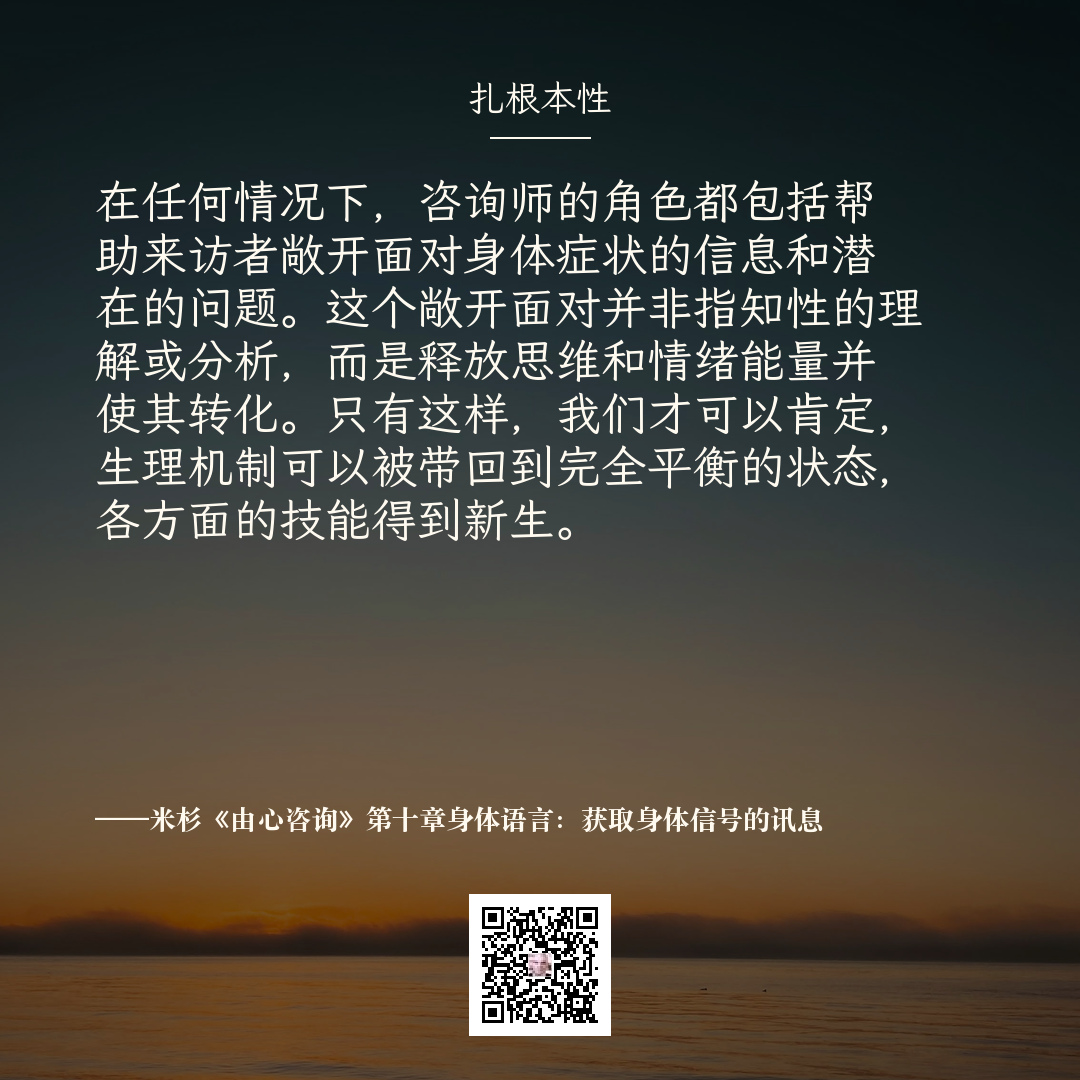 扎根本性
在任何情况下，咨询师的角色都包括帮
助来访者敞开面对身体症状的信息和潜
在的问题。这个敞开面对并非指知性的理
解或分析，而是释放思维和情绪能量并
使其转化。只有这样，我们才可以肯定，
生理机制可以被带回到完全平衡的状态，
各方面的技能得到新生。
——米杉《由心咨询》第十章身体语言：获取身体信号的讯息